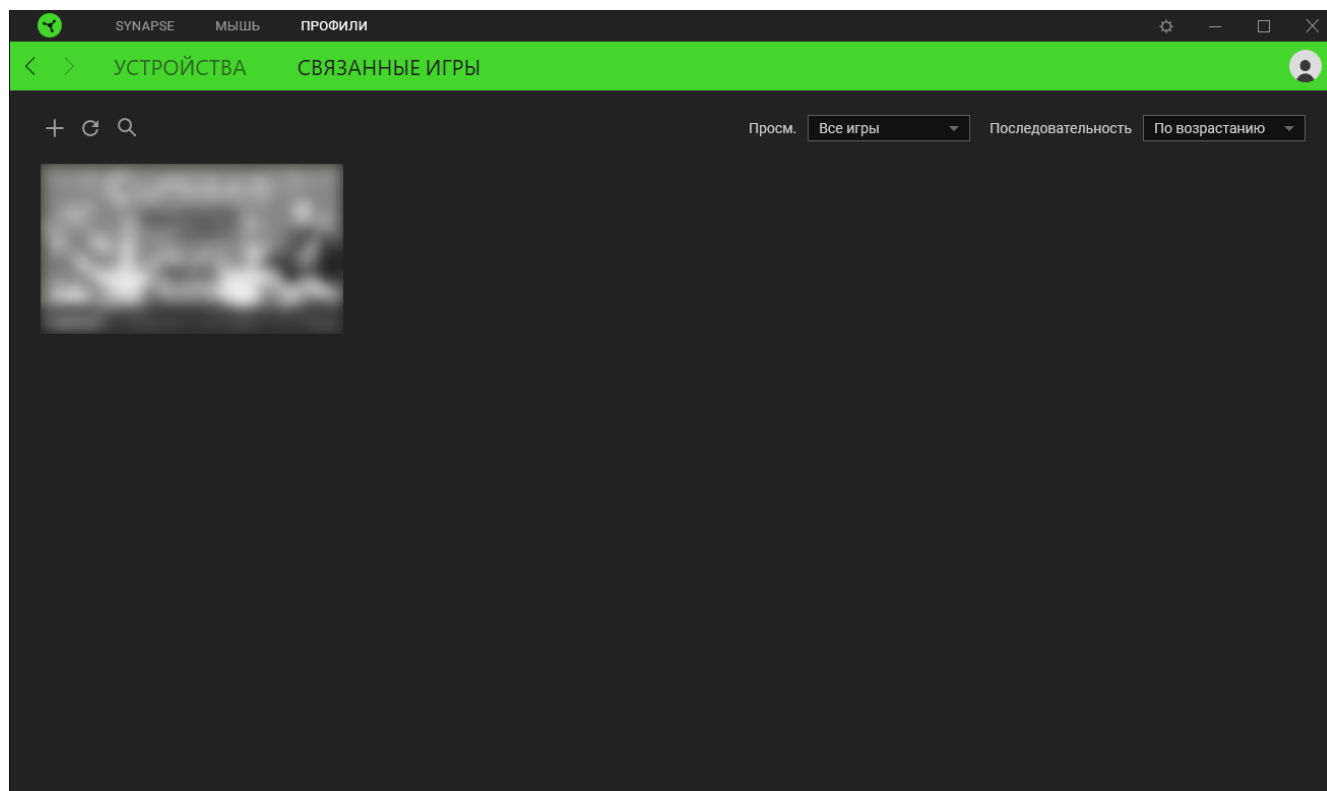 SYNAPSE МЫШЬ ПРОФИЛИ
УСТРОЙСТВА СВЯЗАННЫЕ ИГРЫ
Просм. Все игры Последовательность По возрастанию